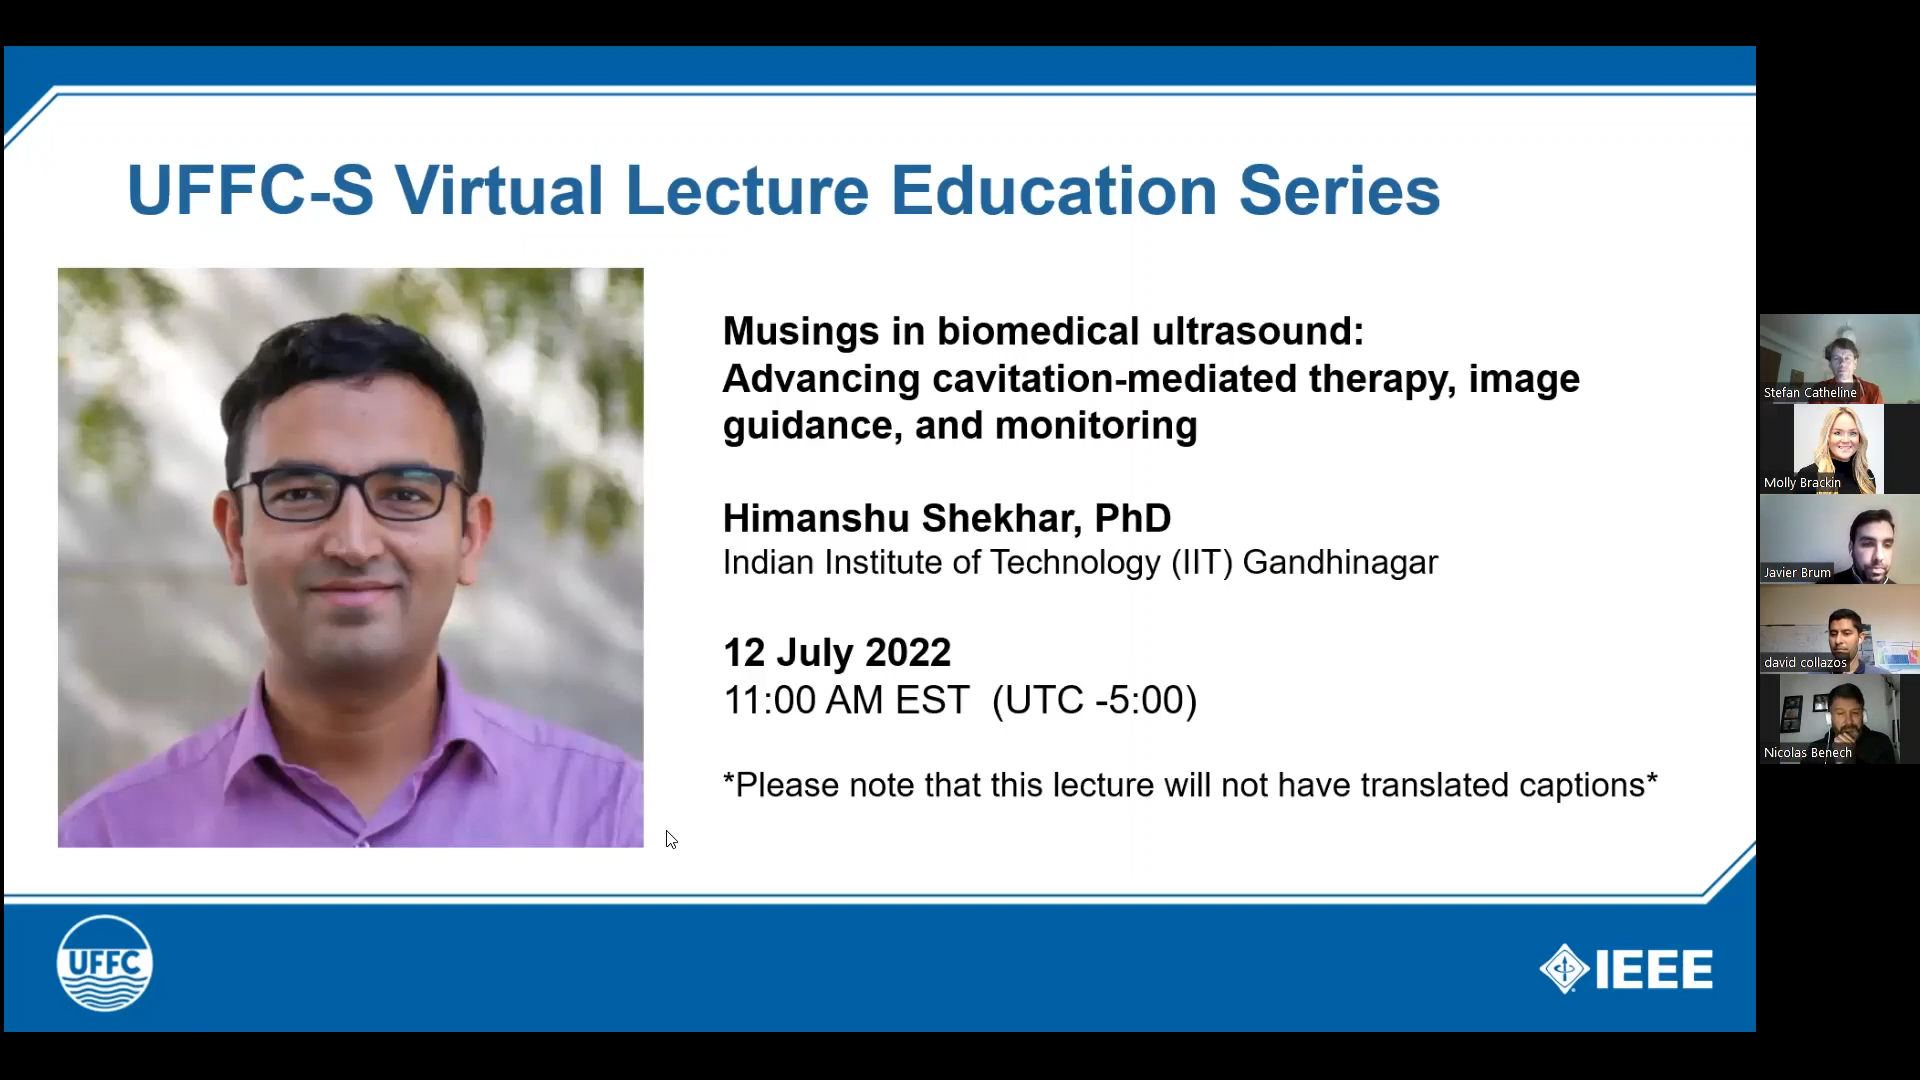 UFFC-S Virtual Lecture Education Series
Musings in biomedical ultrasound:
Advancing cavitation-mediated therapy, image
guidance, and monitoring
Himanshu Shekhar, PhD
Indian Institute of Technology (IIT) Gandhinagar
12 July 2022
11:00 AM EST (UTC -5:00)
*Please note that this lecture will not have translated captions*
UFFC
IEEE
Stefan Catheline
Molly Brackin
Javier Brum
david collazos
Nicolas Benech